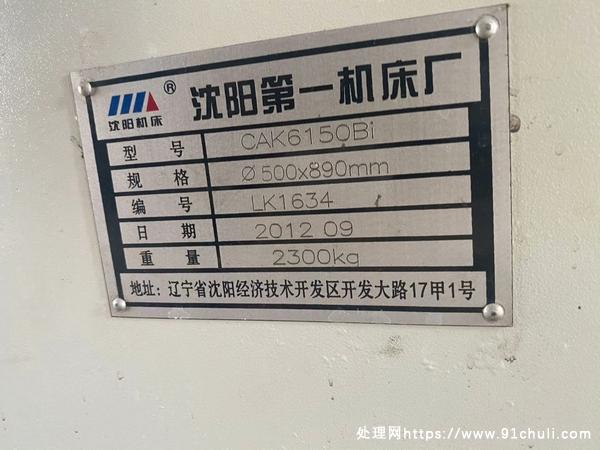 沈阳机床 ® 沈阳第一机床厂
型号 CAK6150Bi
规格 Ø500x890mm
编号 LK1634
日期 2012 09
重量 2300kg
地址: 辽宁省沈阳经济技术开发区开发大路17甲1号
处理网https://www.91chuli.com